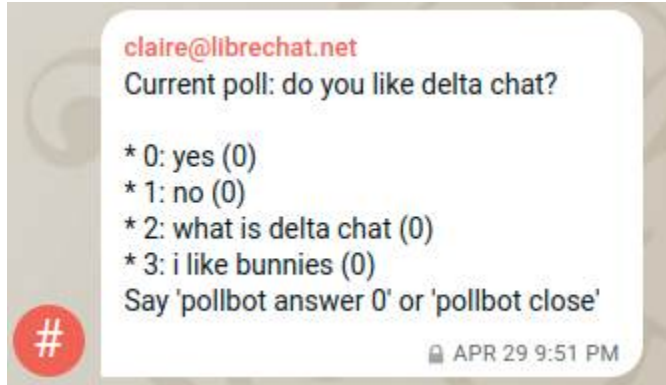 claire@librechat.net
Current poll: do you like delta chat?
* 0: yes (0)
* 1: no (0)
* 2: what is delta chat (0)
* 3: i like bunnies (0)
Say 'pollbot answer 0' or 'pollbot close'
#
APR 29 9:51 PM